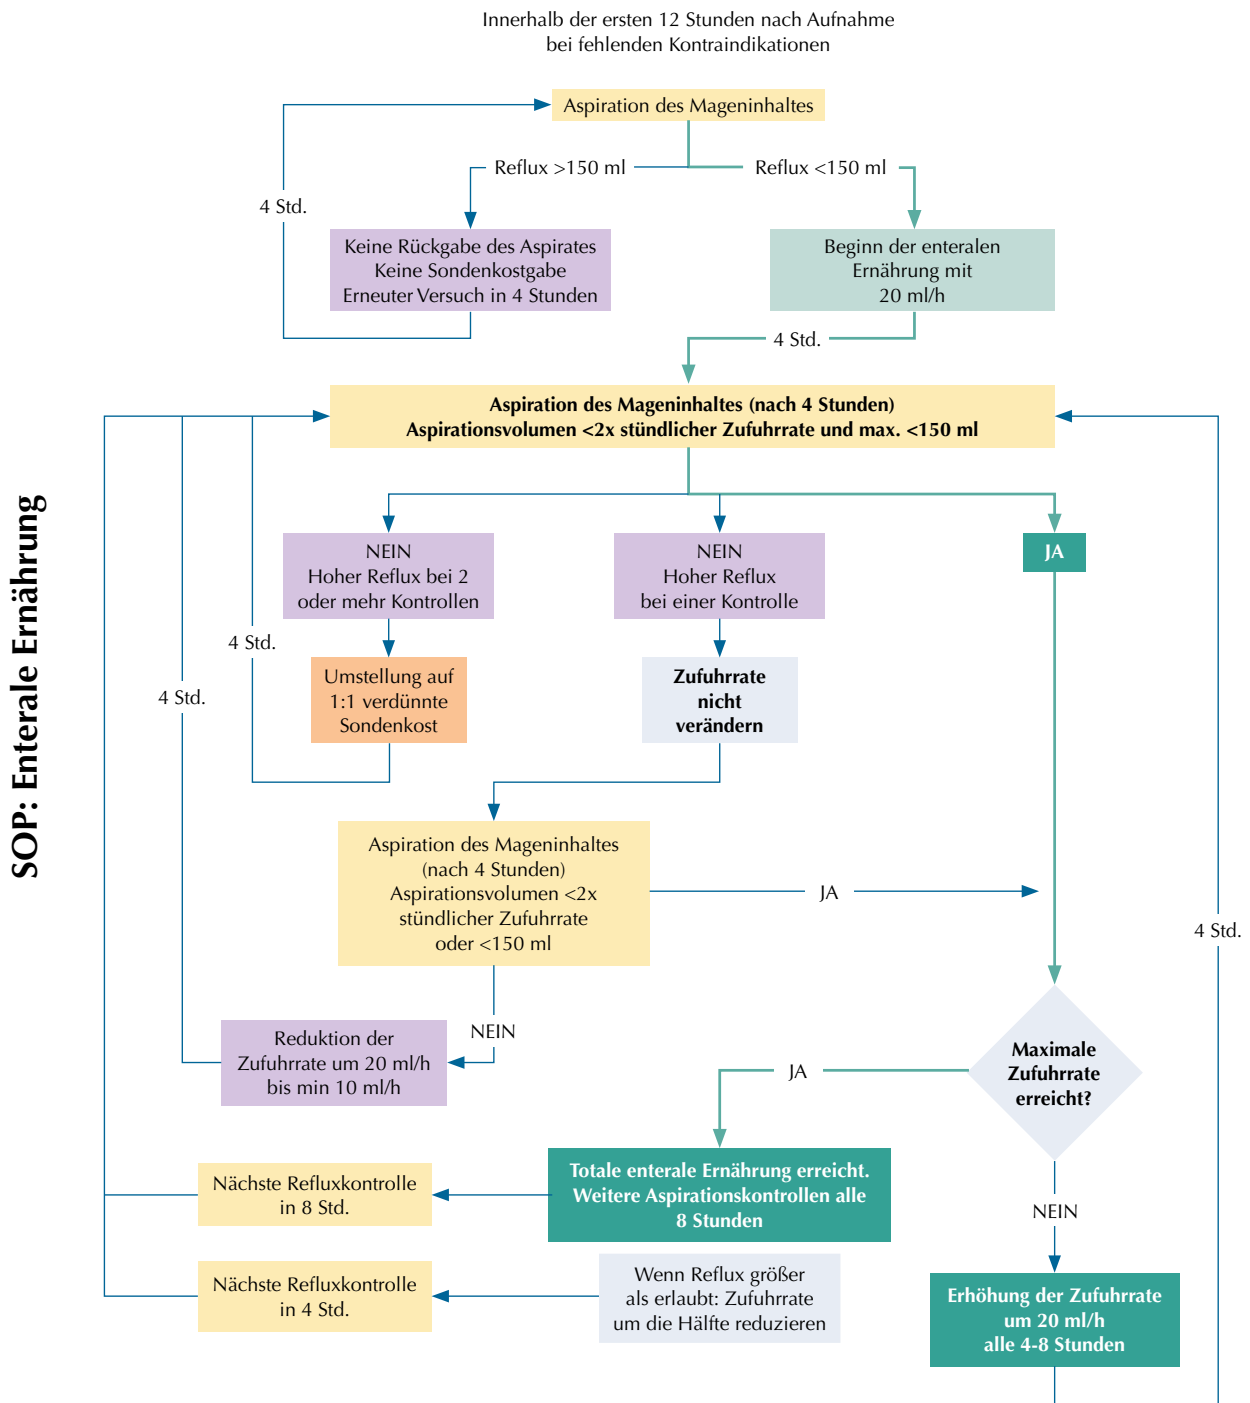 Innerhalb der ersten 12 Stunden nach Aufnahme
bei fehlenden Kontraindikationen
Aspiration des Mageninhaltes
Reflux >150 ml
Reflux <150 ml
4 Std.
Keine Rückgabe des Aspirates
Keine Sondenkostgabe
Erneuter Versuch in 4 Stunden
Beginn der enteralen
Ernährung mit
20 ml/h
4 Std.
Aspiration des Mageninhaltes (nach 4 Stunden)
Aspirationsvolumen <2x stündlicher Zufuhrrate und max. <150 ml
SOP: Enterale Ernährung
NEIN
Hoher Reflux bei 2
oder mehr Kontrollen
NEIN
Hoher Reflux
bei einer Kontrolle
JA
4 Std.
4 Std.
Umstellung auf
1:1 verdünnte
Sondenkost
Zufuhrrate
nicht
verändern
Aspiration des Mageninhaltes
(nach 4 Stunden)
Aspirationsvolumen <2x
stündlicher Zufuhrrate
oder <150 ml
JA
4 Std.
NEIN
Reduktion der
Zufuhrrate um 20 ml/h
bis min 10 ml/h
Maximale
Zufuhrrate
erreicht?
JA
Totale enterale Ernährung erreicht.
Weitere Aspirationskontrollen alle
8 Stunden
Nächste Refluxkontrolle
in 8 Std.
NEIN
Nächste Refluxkontrolle
in 4 Std.
Wenn Reflux größer
als erlaubt: Zufuhrrate
um die Hälfte reduzieren
Erhöhung der Zufuhrrate
um 20 ml/h
alle 4-8 Stunden